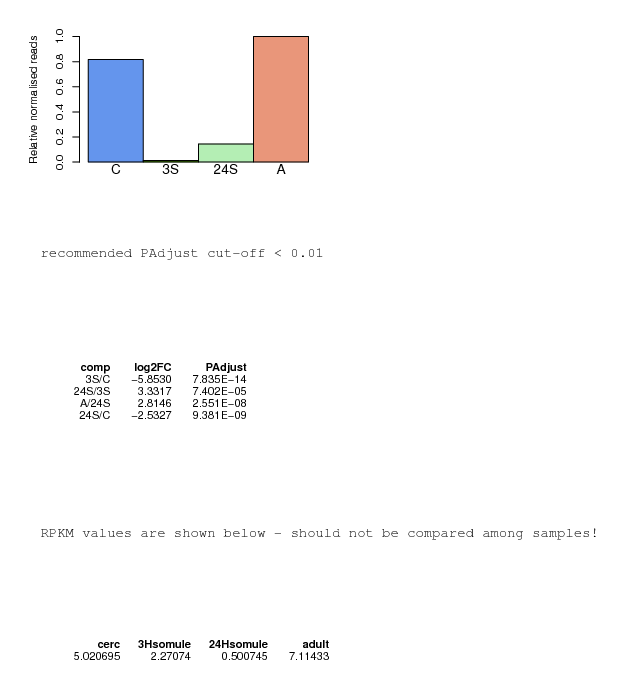 Relative normalised reads
1.0
0.8
0.6
0.4
0.2
0.0
C 3S 24S A
recommended PAdjust cut-off < 0.01
comp log2FC PAdjust
3S/C −5.8530 7.835E−14
24S/3S 3.3317 7.402E−05
A/24S 2.8146 2.551E−08
24S/C −2.5327 9.381E−09
RPKM values are shown below - should not be compared among samples!
cerc 3Hsomule 24Hsomule adult
5.020695 2.27074 0.500745 7.11433